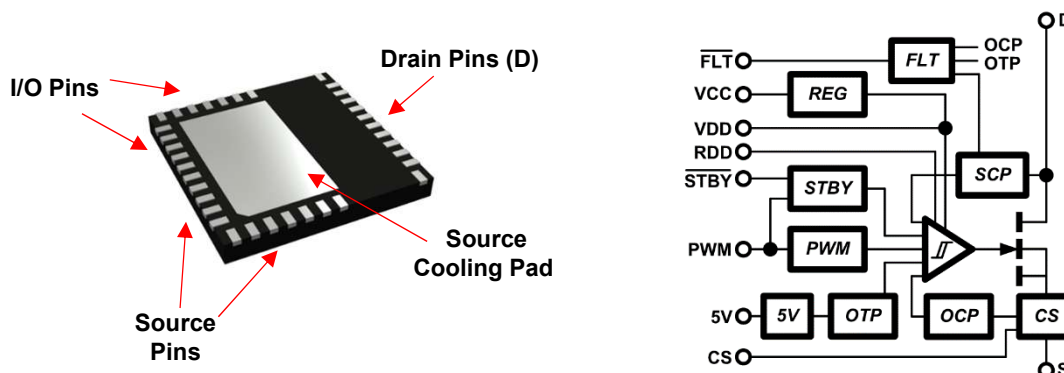 I/O Pins
Drain Pins (D)
Source
Cooling Pad
Source
Pins
D
FLT
FLT
OCP
OTP
VCC
REG
VDD
RDD
SCP
STBY
STBY
PWM
PWM
5V
5V
OTP
OCP
CS
CS
S